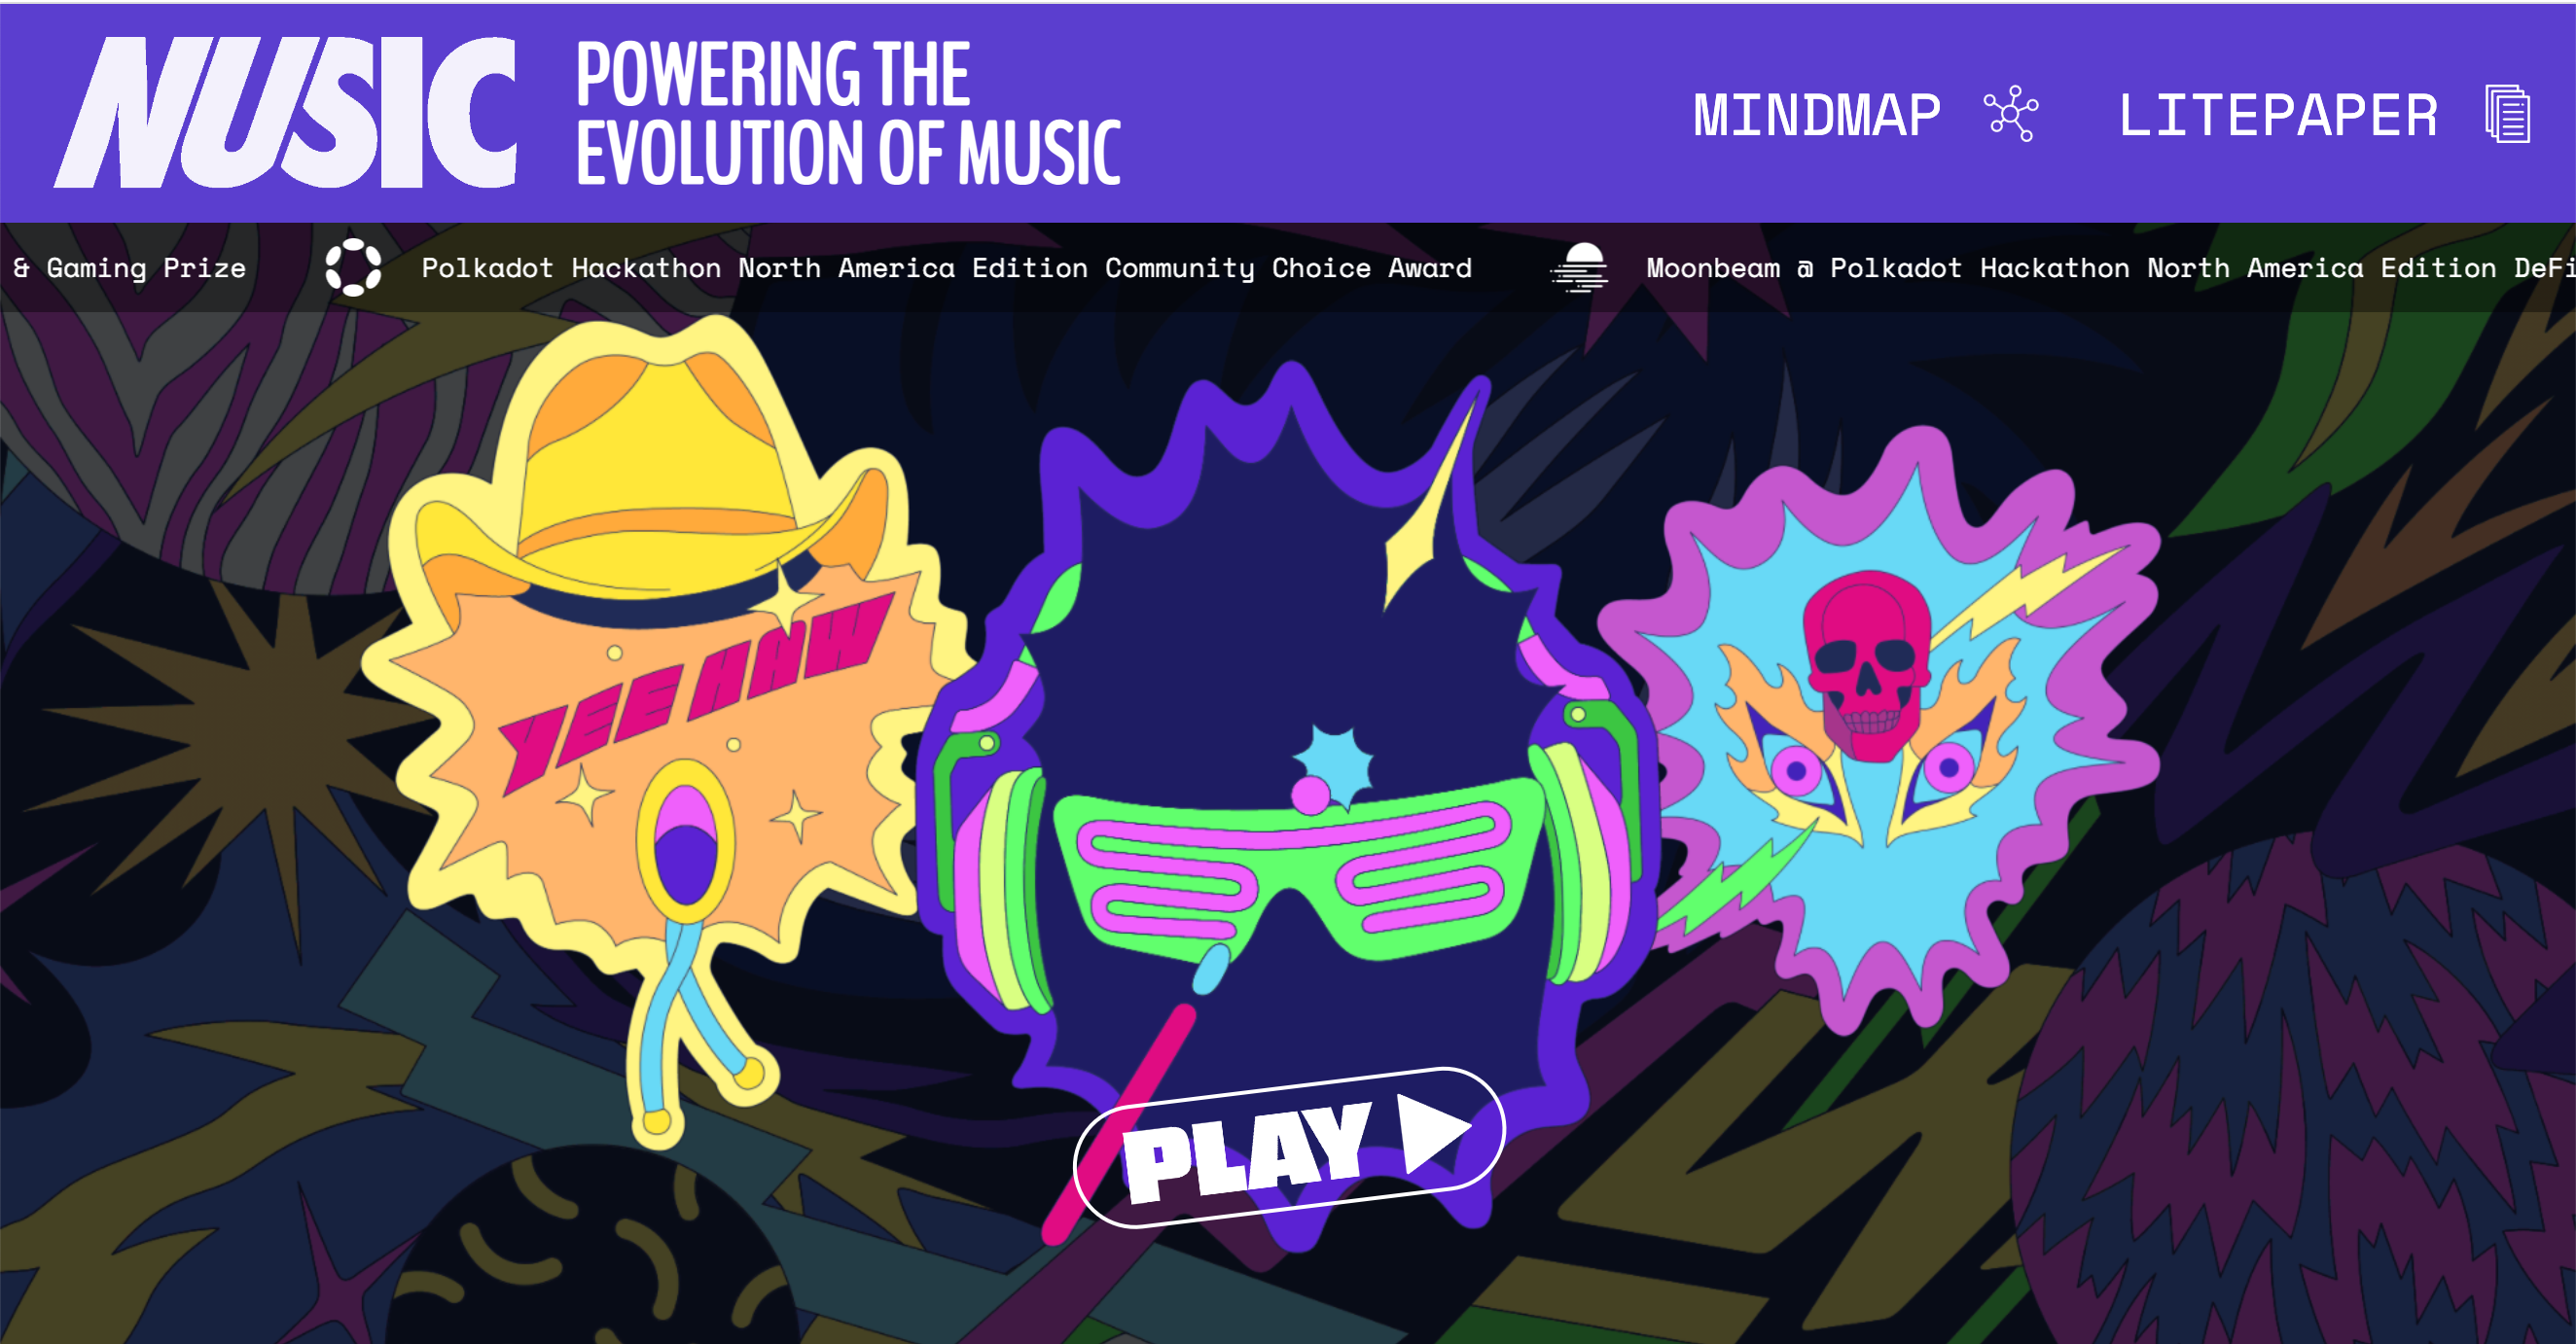 NUSIC
POWERING THE
EVOLUTION OF MUSIC
MINDMAP
LITEPAPER
& Gaming Prize
Polkadot Hackathon North America Edition Community Choice Award
Moonbeam @ Polkadot Hackathon North America Edition DeFi
YEE HAW
PLAY